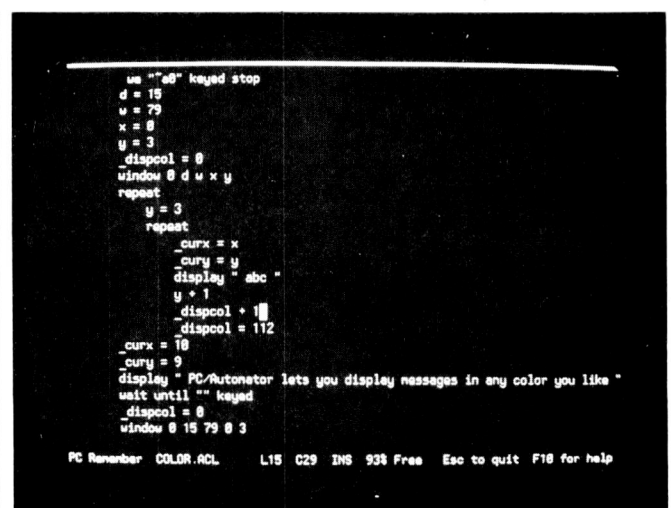 _we "~a0" keyed stop
d = 15
w = 79
x = 0
y = 3
_dispcol = 0
window 0 d w x y
repeat
y = 3
repeat
_curx = x
_cury = y
display " abc "
y + 1
_dispcol + 1
_dispcol = 112
_curx = 10
_cury = 9
display " PC/Automator lets you display messages in any color you like "
wait until "" keyed
_dispcol = 0
window 0 15 79 0 3
PC Remember COLOR.ACL L15 C29 INS 93% Free Esc to quit F10 for help